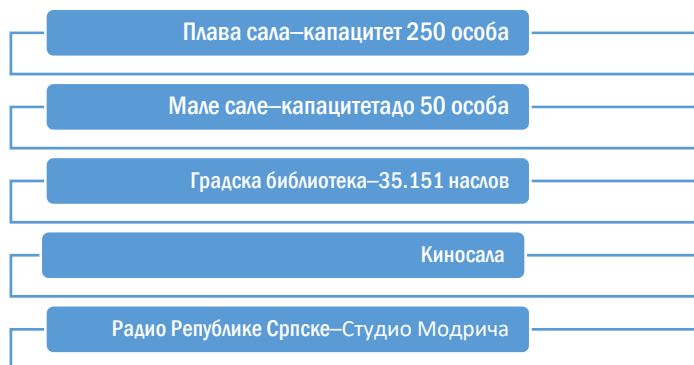 Плава сала–капацитет 250 особа
Мале сале–капацитетадо 50 особа
Градска библиотека–35.151 наслов
Киносала
Радио Републике Српске–Студио Модрича